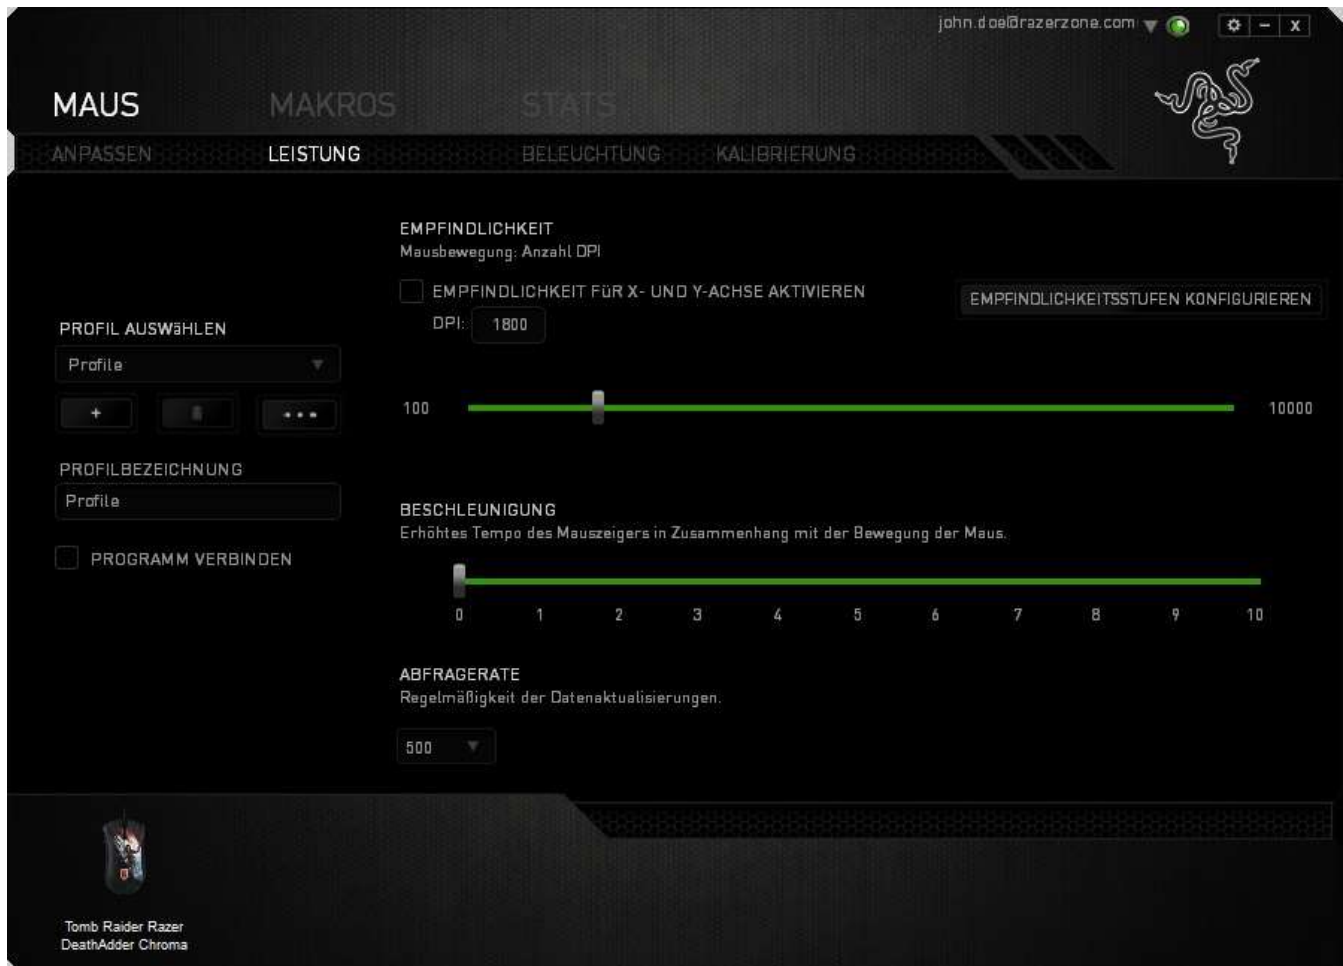 john.doe@razerzone.com
MAUS MAKROS STATS
ANPASSEN LEISTUNG BELEUCHTUNG KALIBRIERUNG
EMPFINDLICHKEIT
Mausbewegung: Anzahl DPI
EMPFINDLICHKEIT FüR X- UND Y-ACHSE AKTIVIEREN
EMPFINDLICHKEITSSTUFEN KONFIGURIEREN
DPI: 1800
PROFIL AUSWäHLEN
Profile
100 10000
PROFILBEZEICHNUNG
Profile
BESCHLEUNIGUNG
Erhöhtes Tempo des Mauszeigers in Zusammenhang mit der Bewegung der Maus.
PROGRAMM VERBINDEN
0 1 2 3 4 5 6 7 8 9 10
ABFRAGERATE
Regelmäßigkeit der Datenaktualisierungen.
500
Tomb Raider Razer
DeathAdder Chroma